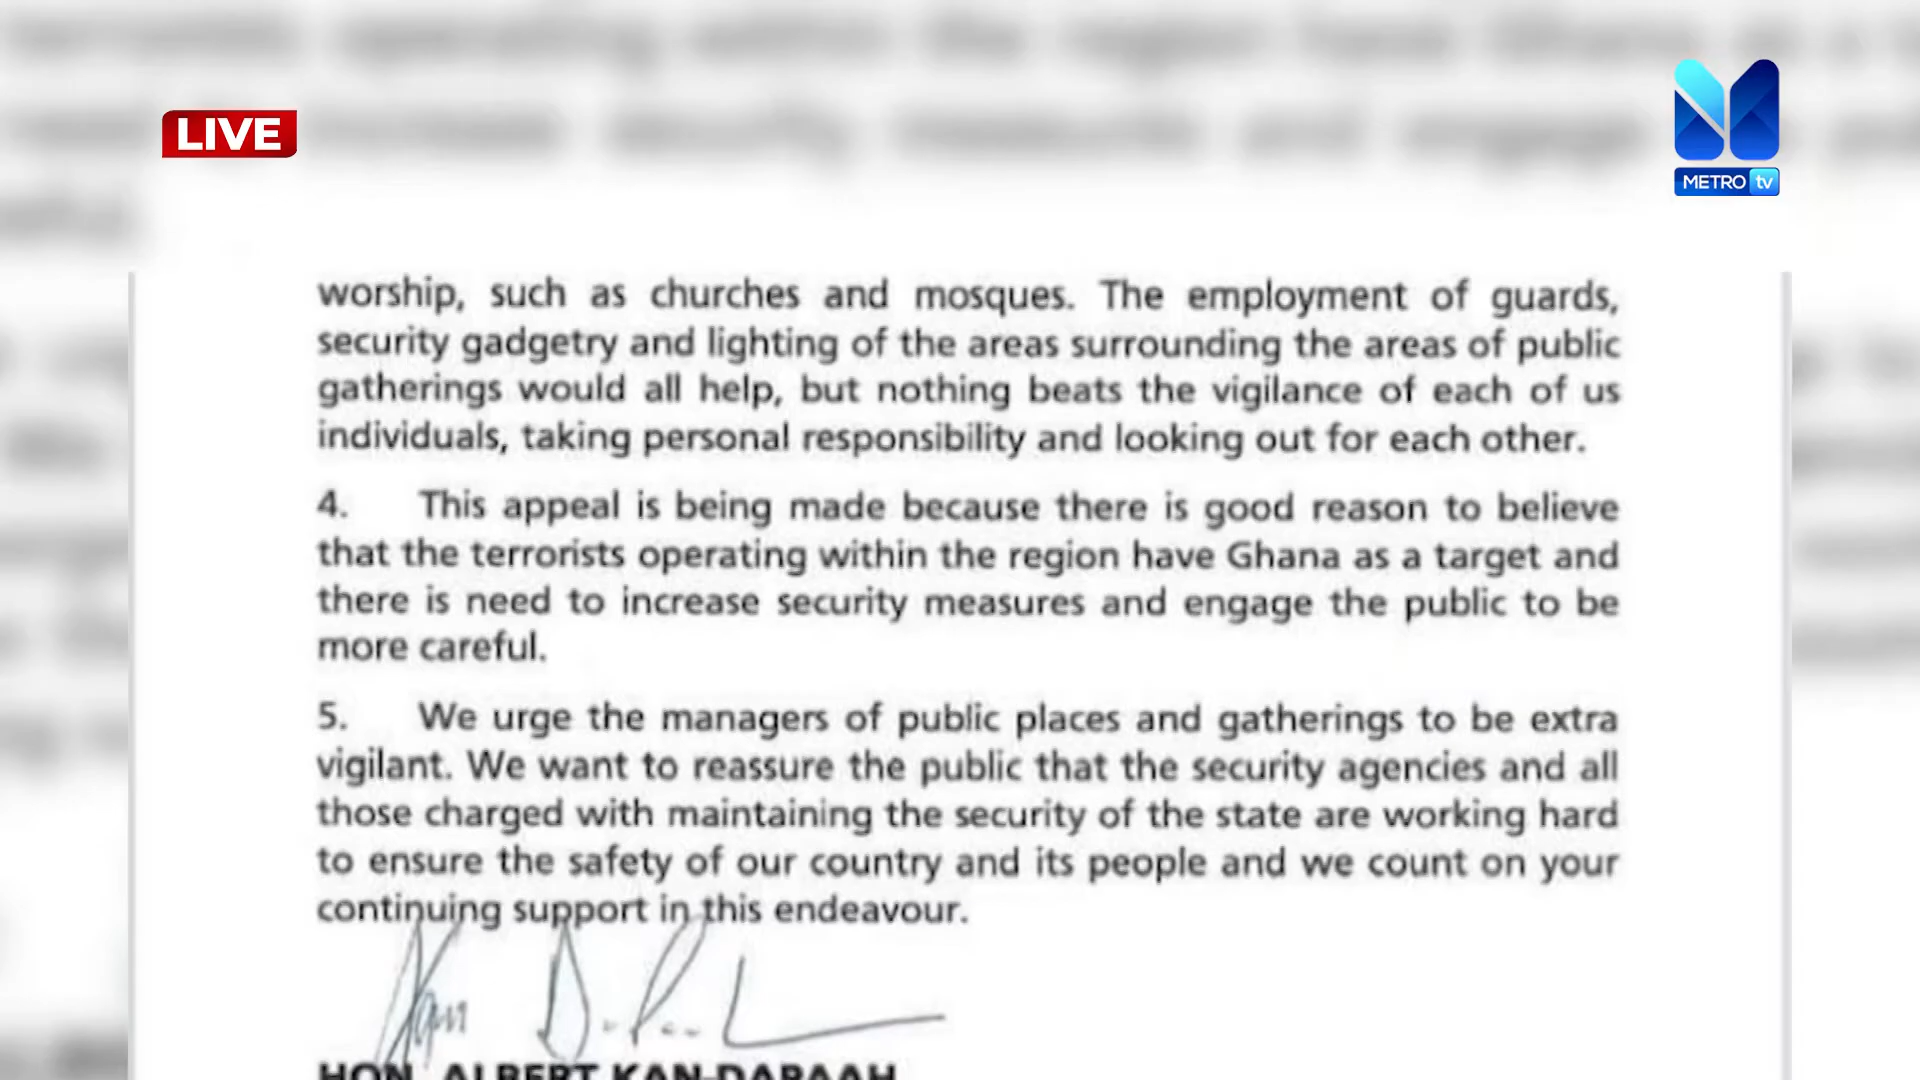 LIVE
METRO tv
worship, such as churches and mosques. The employment of guards,
security gadgetry and lighting of the areas surrounding the areas of public
gatherings would all help, but nothing beats the vigilance of each of us
individuals, taking personal responsibility and looking out for each other.
4. This appeal is being made because there is good reason to believe
that the terrorists operating within the region have Ghana as a target and
there is need to increase security measures and engage the public to be
more careful.
5. We urge the managers of public places and gatherings to be extra
vigilant. We want to reassure the public that the security agencies and all
those charged with maintaining the security of the state are working hard
to ensure the safety of our country and its people and we count on your
continuing support in this endeavour.
HON. ALBERT KAN-DAPAAH